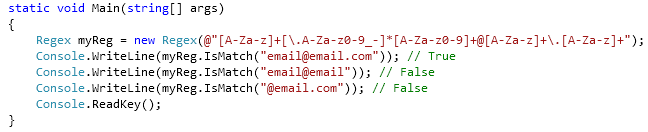 static void Main(string[] args)
{
Regex myReg = new Regex(@"[A-Za-z]+[\.A-Za-z0-9_-]*[A-Za-z0-9]+@[A-Za-z]+\.[A-Za-z]+");
Console.WriteLine(myReg.IsMatch("email@email.com")); // True
Console.WriteLine(myReg.IsMatch("email@email")); // False
Console.WriteLine(myReg.IsMatch("@email.com")); // False
Console.ReadKey();
}